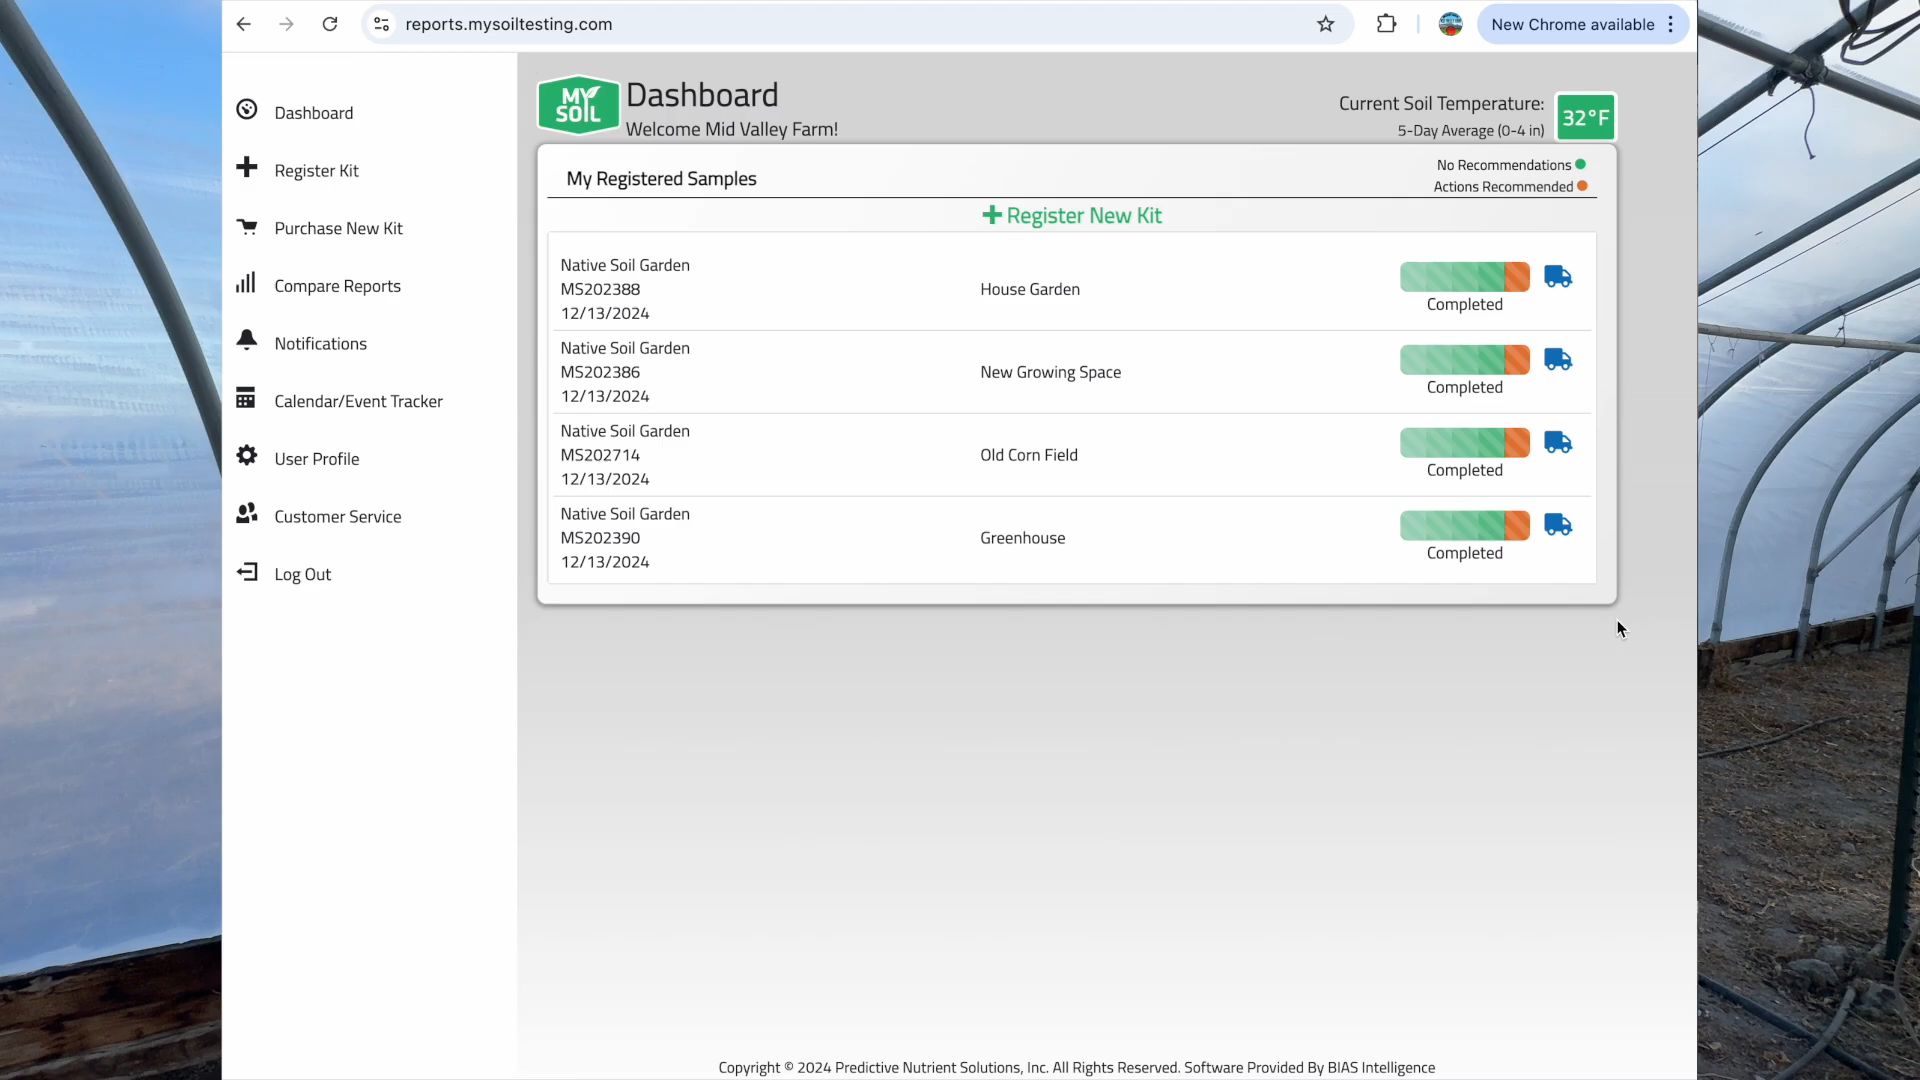 reports.mysoiltesting.com
New Chrome available
Dashboard
Register Kit
Purchase New Kit
Compare Reports
Notifications
Calendar/Event Tracker
User Profile
Customer Service
Log Out
MY SOIL
Dashboard
Welcome Mid Valley Farm!
Current Soil Temperature:
5-Day Average (0-4 in)
32°F
My Registered Samples
No Recommendations
Actions Recommended
Register New Kit
Native Soil Garden
MS202388
12/13/2024
House Garden
Completed
Native Soil Garden
MS202386
12/13/2024
New Growing Space
Completed
Native Soil Garden
MS202714
12/13/2024
Old Corn Field
Completed
Native Soil Garden
MS202390
12/13/2024
Greenhouse
Completed
Copyright © 2024 Predictive Nutrient Solutions, Inc. All Rights Reserved. Software Provided By BIAS Intelligence